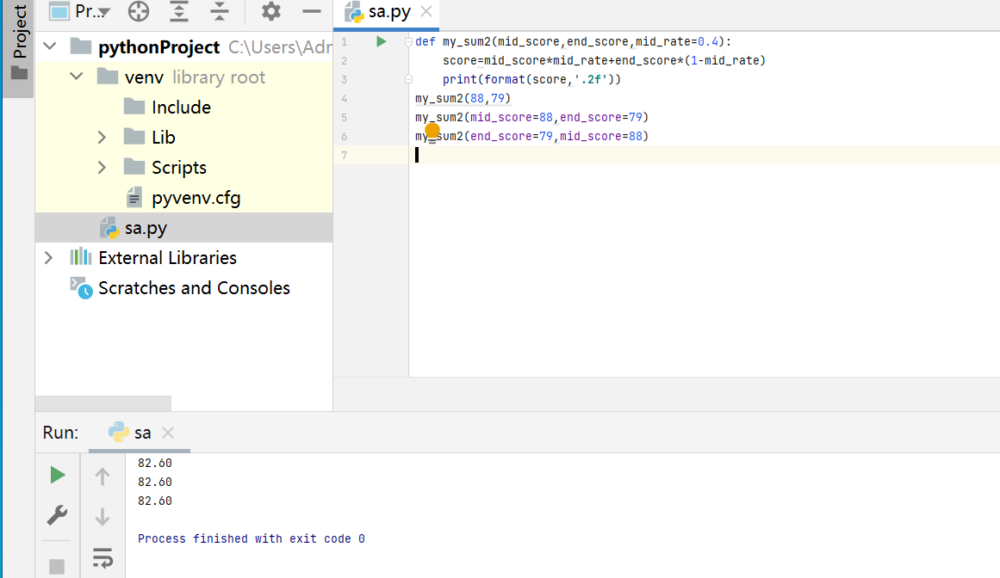 Project
Pr...
sa.py
pythonProject C:\Users\Adr
venv library root
Include
Lib
Scripts
pyvenv.cfg
sa.py
External Libraries
Scratches and Consoles
1 def my_sum2(mid_score,end_score,mid_rate=0.4):
2 score=mid_score*mid_rate+end_score*(1-mid_rate)
3 print(format(score,'.2f'))
4 my_sum2(88,79)
5 my_sum2(mid_score=88,end_score=79)
6 my_sum2(end_score=79,mid_score=88)
7
Run: sa
82.60
82.60
82.60
Process finished with exit code 0